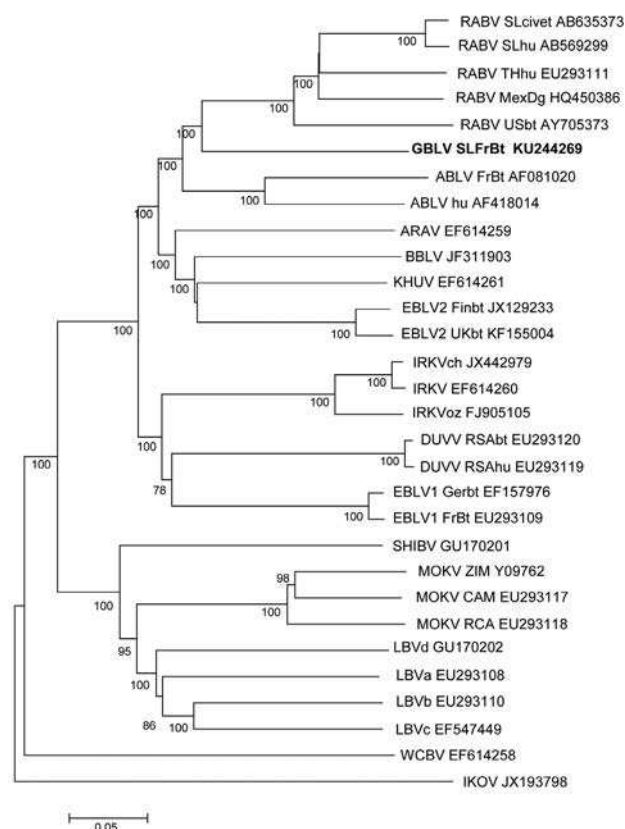 RABV SLcivet AB635373
100
RABV SLhu AB569299
RABV THhu EU293111
100
RABV MexDg HQ450386
100
RABV USbt AY705373
100
GBLV SLFrBt KU244269
100
ABLV FrBt AF081020
100
ABLV hu AF418014
100
ARAV EF614259
BBLV JF311903
100
KHUV EF614261
EBLV2 Finbt JX129233
100
100
EBLV2 UKbt KF155004
IRKVch JX442979
100
IRKV EF614260
100
IRKVoz FJ905105
100
DUVV RSAbt EU293120
100
100
DUVV RSAhu EU293119
78
EBLV1 Gerbt EF157976
100
EBLV1 FrBt EU293109
SHIBV GU170201
98
MOKV ZIM Y09762
100
MOKV CAM EU293117
100
MOKV RCA EU293118
95
LBVd GU170202
100
LBVa EU293108
LBVb EU293110
86
100
LBVc EF547449
WCBV EF614258
IKOV JX193798
0.05